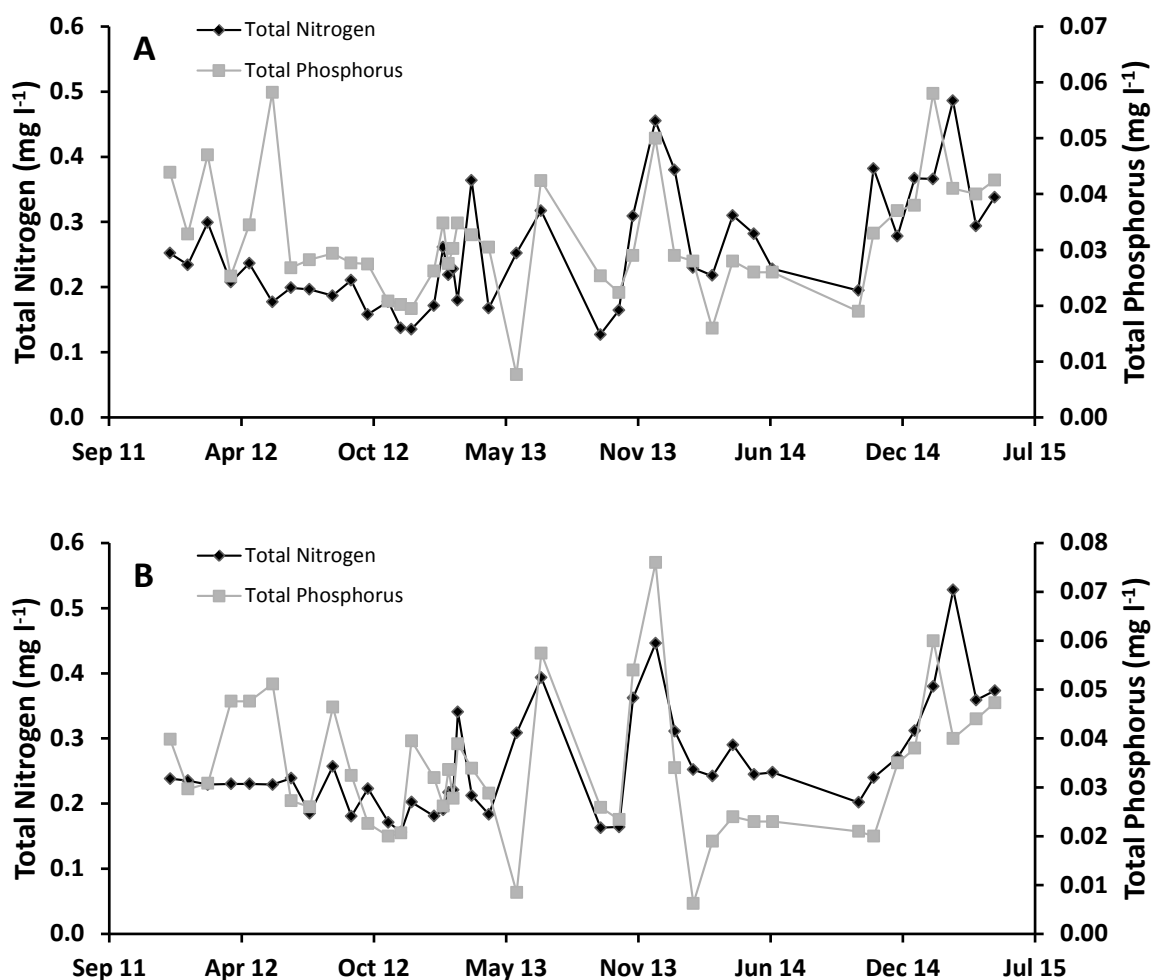 A
Total Nitrogen
Total Phosphorus
Total Nitrogen (mg l-1)
0.6
0.5
0.4
0.3
0.2
0.1
0.0
Total Phosphorus (mg l-1)
0.07
0.06
0.05
0.04
0.03
0.02
0.01
0.00
Sep 11 Apr 12 Oct 12 May 13 Nov 13 Jun 14 Dec 14 Jul 15
B
Total Nitrogen
Total Phosphorus
Total Nitrogen (mg l-1)
0.6
0.5
0.4
0.3
0.2
0.1
0.0
Total Phosphorus (mg l-1)
0.08
0.07
0.06
0.05
0.04
0.03
0.02
0.01
0.00
Sep 11 Apr 12 Oct 12 May 13 Nov 13 Jun 14 Dec 14 Jul 15